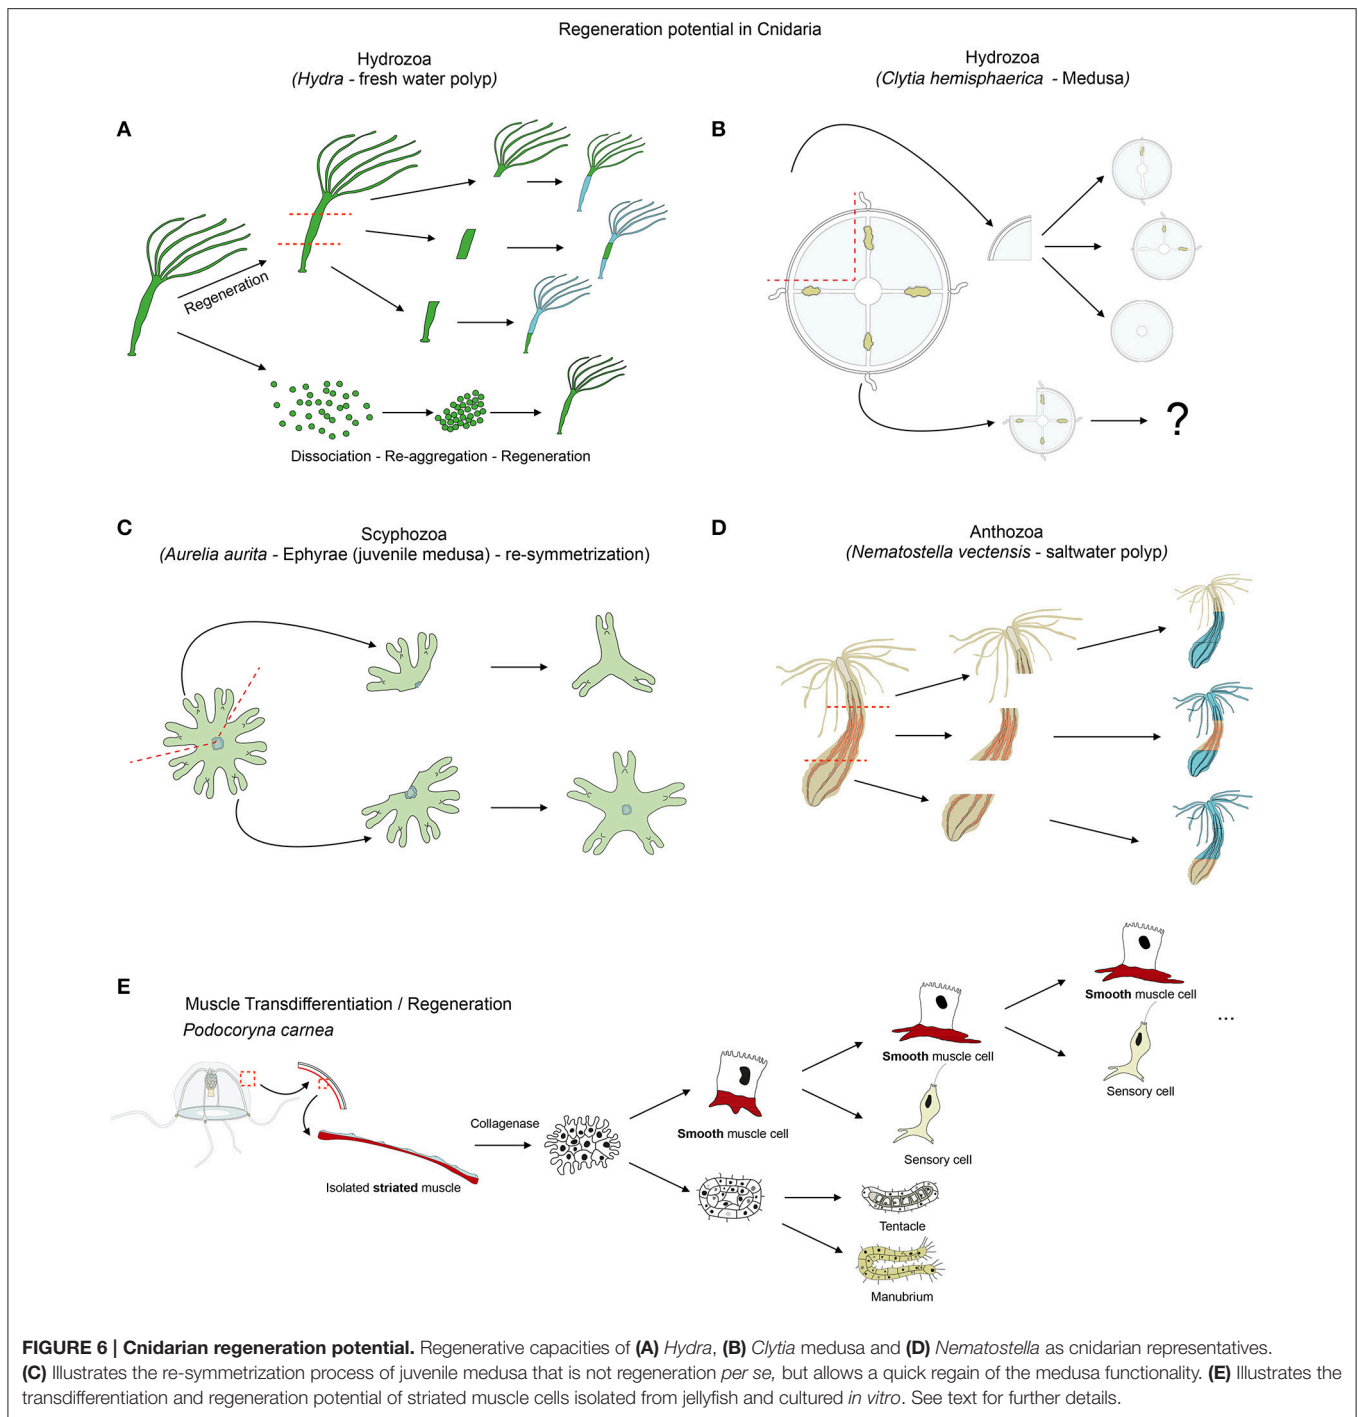 Regeneration potential in Cnidaria
Hydrozoa
(Hydra - fresh water polyp)
Hydrozoa
(Clytia hemisphaerica - Medusa)
A
Regeneration
Dissociation - Re-aggregation - Regeneration
B
?
C
Scyphozoa
(Aurelia aurita - Ephyrae (juvenile medusa) - re-symmetrization)
D
Anthozoa
(Nematostella vectensis - saltwater polyp)
E
Muscle Transdifferentiation / Regeneration
Podocoryna carnea
Isolated striated muscle
Collagenase
Smooth muscle cell
Smooth muscle cell
Sensory cell
Smooth muscle cell
Sensory cell
...
Tentacle
Manubrium
FIGURE 6 | Cnidarian regeneration potential. Regenerative capacities of (A) Hydra, (B) Clytia medusa and (D) Nematostella as cnidarian representatives.
(C) Illustrates the re-symmetrization process of juvenile medusa that is not regeneration per se, but allows a quick regain of the medusa functionality. (E) Illustrates the
transdifferentiation and regeneration potential of striated muscle cells isolated from jellyfish and cultured in vitro. See text for further details.